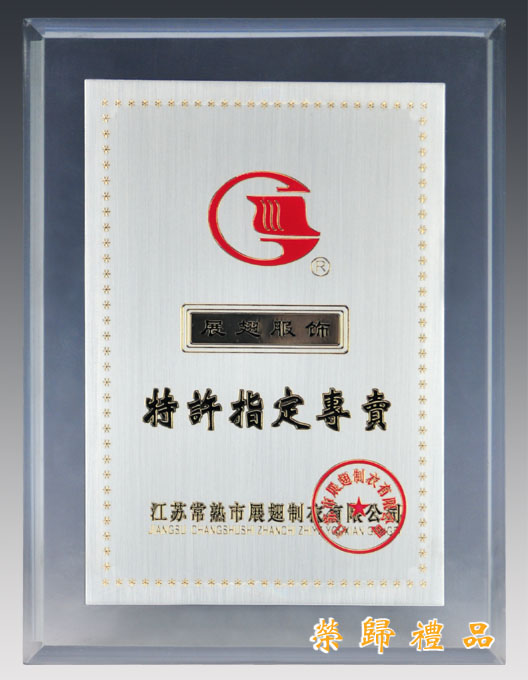 ®
展翅服飾
特許指定專賣
江苏常熟市展翅制衣有限公司
榮歸禮品